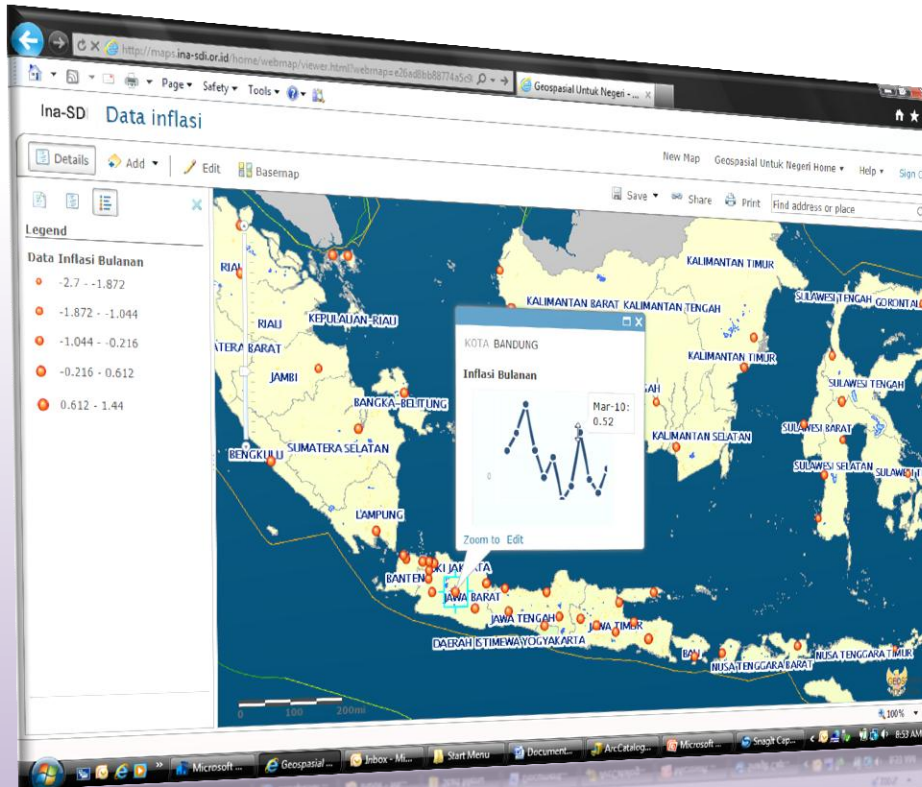 http://maps.ina-sdi.or.id/home/webmap/viewer.html?webmap=e26ad8bb88774a5c9
Geospasial Untuk Negeri - ...
Page Safety Tools
Ina-SD Data inflasi
New Map Geospasial Untuk Negeri Home Help Sign
Details Add Edit Basemap
Save Share Print Find address or place
Legend
Data Inflasi Bulanan
-2.7 - -1.872
-1.872 - -1.044
-1.044 - -0.216
-0.216 - 0.612
0.612 - 1.44
RIAU
RIAU
KEPULAUAN-RIAU
TERA BARAT
JAMBI
BANGKA-BELITUNG
BENGKULU
SUMATERA SELATAN
LAMPUNG
KALIMANTAN TIMUR
KALIMANTAN BARAT
KALIMANTAN TENGAH
KALIMANTAN TIMUR
AH
KALIMANTAN SELATAN
SULAWESI TENGAH
GORONTAL
SULAWESI TENGAH
SULAWESI BARAT
SULAWESI SELATAN
SULAWESI T
KOTA BANDUNG
Inflasi Bulanan
Mar-10:
0.52
0
Zoom to Edit
DKI JAKARTA
BANTEN
JAWA BARAT
JAWA TENGAH
JAWA TIMUR
DAERAH ISTIMEWA YOGYAKARTA
BALI
NUSA TENGGARA BARAT
NUSA TENGGARA TIMUR
0 100 200mi
100%
Microsoft ...
Geospasial ...
Inbox - Mi...
Start Menu
Document...
ArcCatalog...
Microsoft ...
SnagIt Cap...
8:53 AM